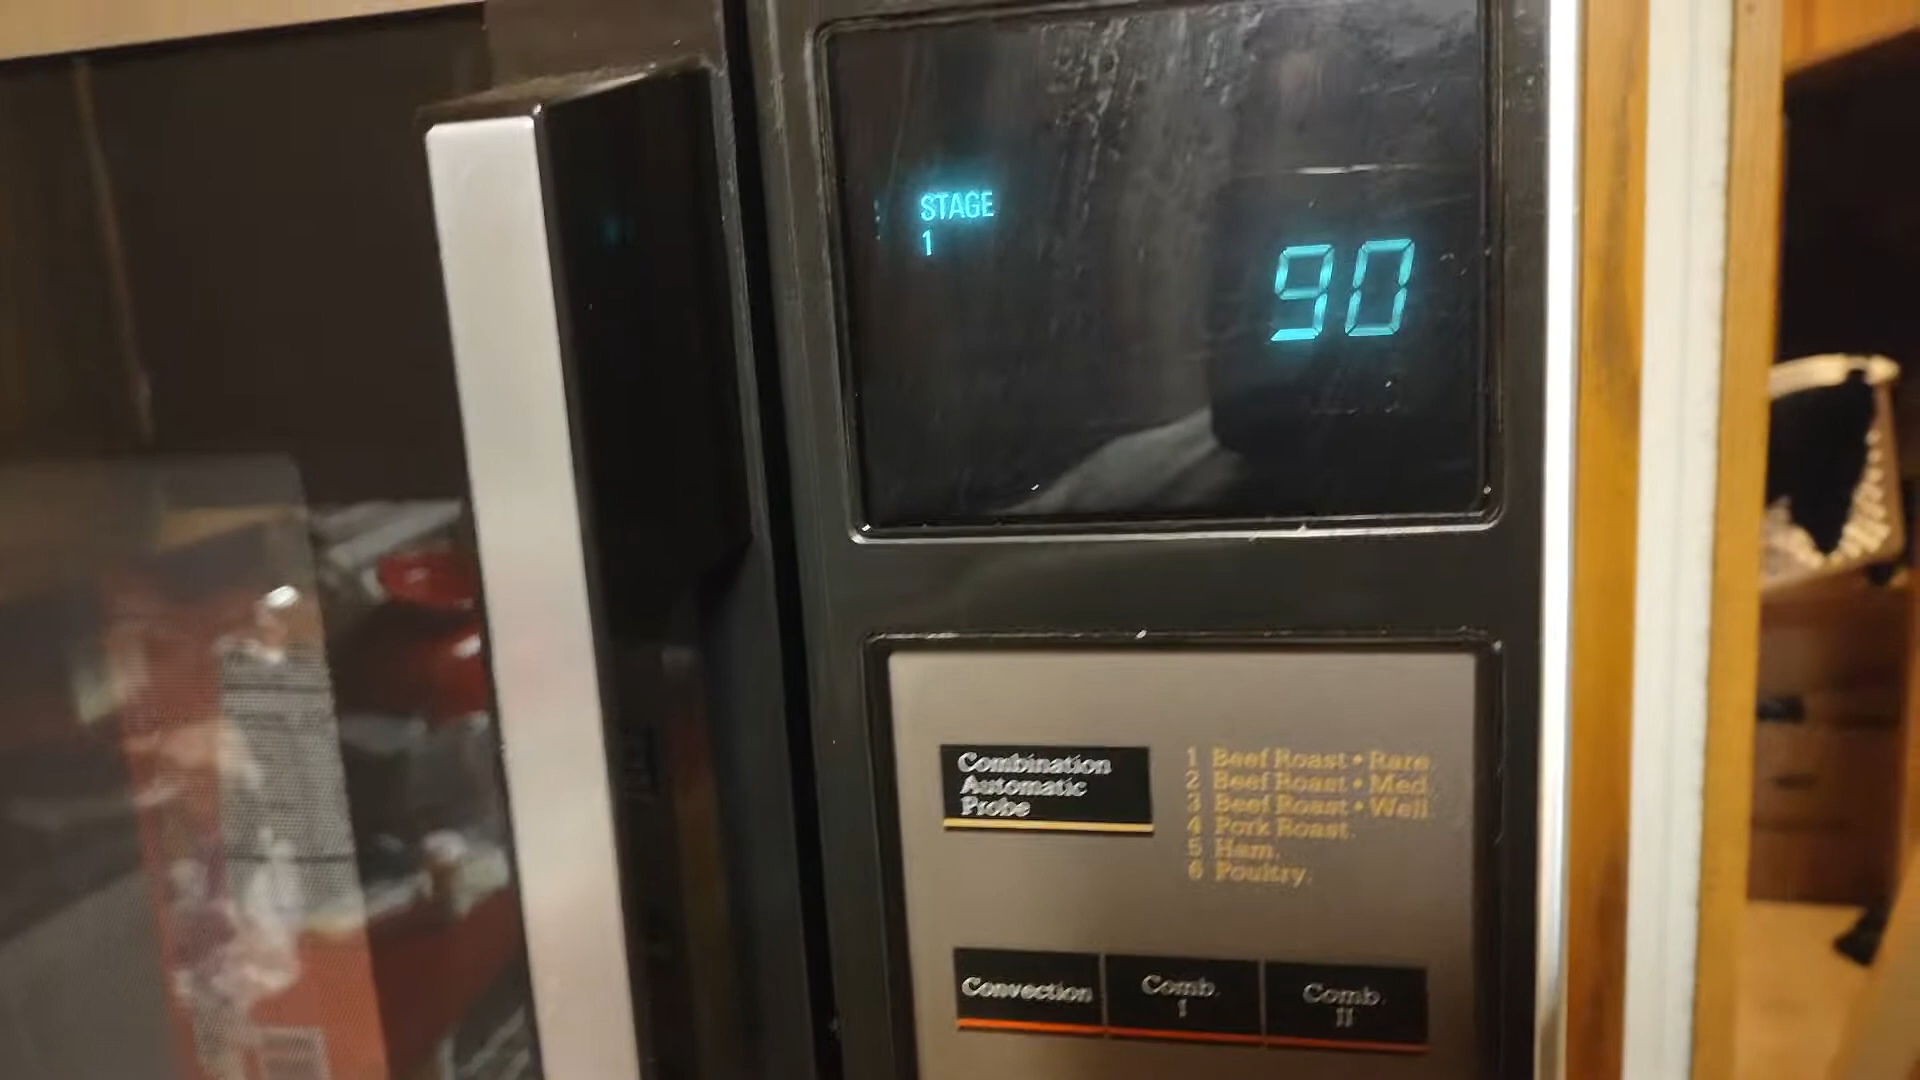 STAGE
1
90
Combination
Automatic
Probe
1 Beef Roast • Rare.
2 Beef Roast • Med.
3 Beef Roast • Well.
4 Pork Roast.
5 Ham.
6 Poultry.
Convection
Comb.
I
Comb.
II